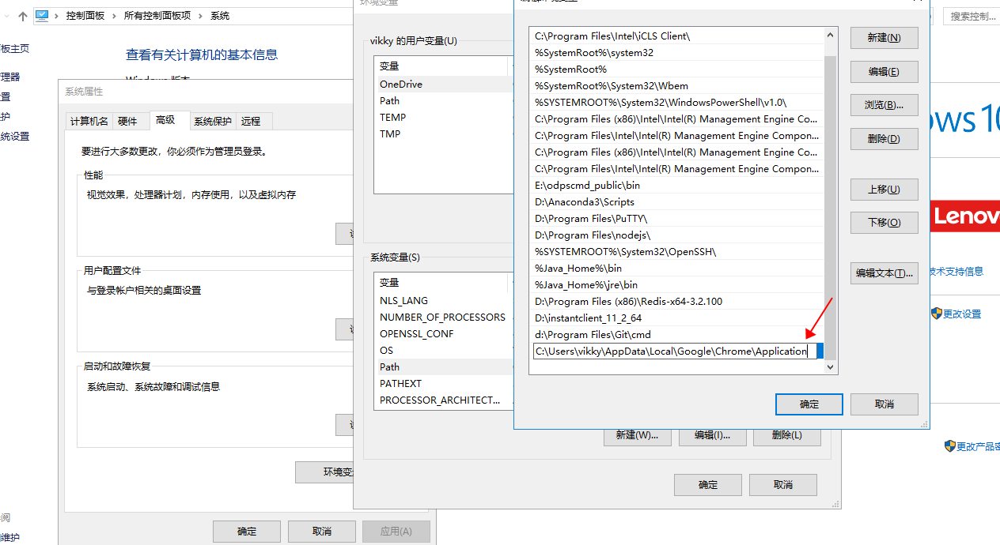 控制面板 › 所有控制面板项 › 系统
搜索控制...
板主页
理器
置
护
统设置
查看有关计算机的基本信息
系统属性
计算机名 硬件 高级 系统保护 远程
要进行大多数更改，你必须作为管理员登录。
性能
视觉效果，处理器计划，内存使用，以及虚拟内存
用户配置文件
与登录帐户相关的桌面设置
启动和故障恢复
系统启动、系统故障和调试信息
环境变
确定 取消 应用(A)
阅
维护
环境变量
vikky 的用户变量(U)
变量
OneDrive
Path
TEMP
TMP
系统变量(S)
变量
NLS_LANG
NUMBER_OF_PROCESSORS
OPENSSL_CONF
OS
Path
PATHEXT
PROCESSOR_ARCHITECT...
新建(W)... 编辑(I)... 删除(L)
确定 取消
C:\Program Files\Intel\iCLS Client\
%SystemRoot%\system32
%SystemRoot%
%SystemRoot%\System32\Wbem
%SYSTEMROOT%\System32\WindowsPowerShell\v1.0\
C:\Program Files (x86)\Intel\Intel(R) Management Engine Co...
C:\Program Files\Intel\Intel(R) Management Engine Compon...
C:\Program Files (x86)\Intel\Intel(R) Management Engine Co...
C:\Program Files\Intel\Intel(R) Management Engine Compon...
E:\odpscmd_public\bin
D:\Anaconda3\Scripts
D:\Program Files\PuTTY\
D:\Program Files\nodejs\
%SYSTEMROOT%\System32\OpenSSH\
%Java_Home%\bin
%Java_Home%\jre\bin
D:\Program Files (x86)\Redis-x64-3.2.100
D:\instantclient_11_2_64
d:\Program Files\Git\cmd
C:\Users\vikky\AppData\Local\Google\Chrome\Application
新建(N)
编辑(E)
浏览(B)...
删除(D)
上移(U)
下移(O)
编辑文本(T)...
确定 取消
ows 10
Lenov
技术支持信息
更改设置
更改产品密